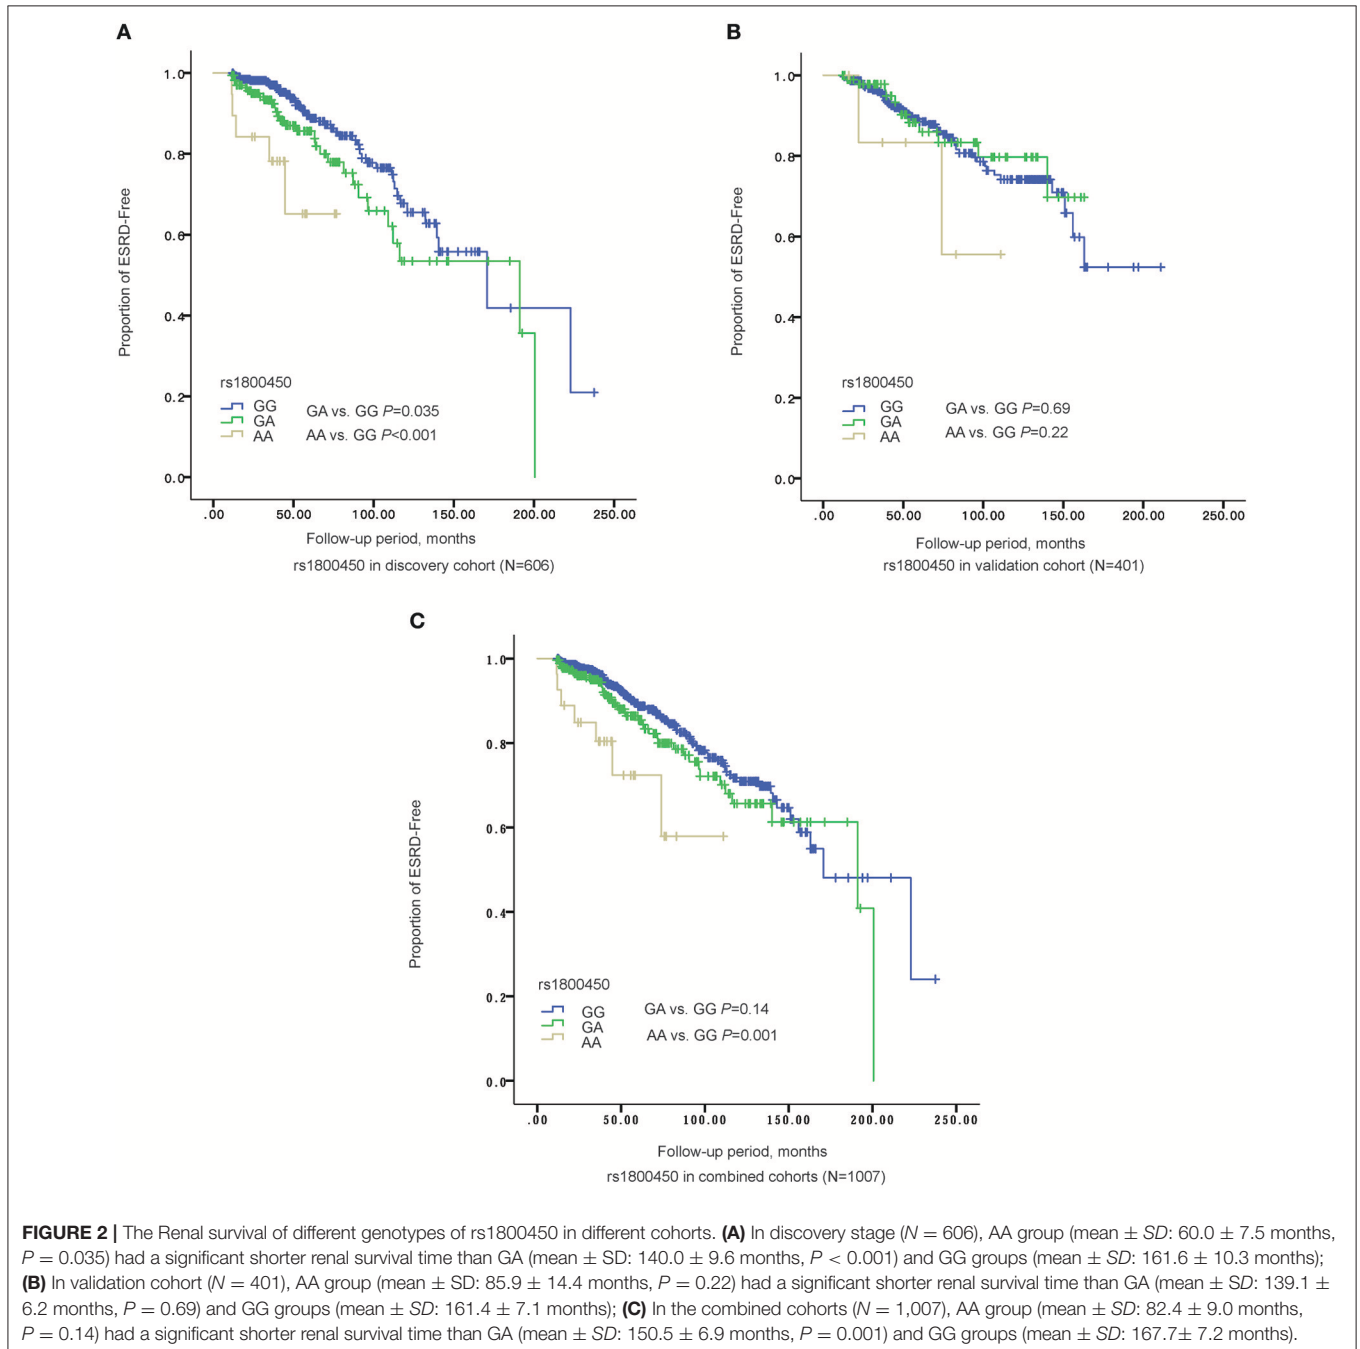 A
Proportion of ESRD-Free
1.0
0.8
0.6
0.4
0.2
0.0
rs1800450
GG
GA
AA
GA vs. GG P=0.035
AA vs. GG P<0.001
.00 50.00 100.00 150.00 200.00 250.00
Follow-up period, months
rs1800450 in discovery cohort (N=606)
B
Proportion of ESRD-Free
1.0
0.8
0.6
0.4
0.2
0.0
rs1800450
GG
GA
AA
GA vs. GG P=0.69
AA vs. GG P=0.22
.00 50.00 100.00 150.00 200.00 250.00
Follow-up period, months
rs1800450 in validation cohort (N=401)
C
Proportion of ESRD-Free
1.0
0.8
0.6
0.4
0.2
0.0
rs1800450
GG
GA
AA
GA vs. GG P=0.14
AA vs. GG P=0.001
.00 50.00 100.00 150.00 200.00 250.00
Follow-up period, months
rs1800450 in combined cohorts (N=1007)
FIGURE 2 | The Renal survival of different genotypes of rs1800450 in different cohorts. (A) In discovery stage (N = 606), AA group (mean ± SD: 60.0 ± 7.5 months,
P = 0.035) had a significant shorter renal survival time than GA (mean ± SD: 140.0 ± 9.6 months, P < 0.001) and GG groups (mean ± SD: 161.6 ± 10.3 months);
(B) In validation cohort (N = 401), AA group (mean ± SD: 85.9 ± 14.4 months, P = 0.22) had a significant shorter renal survival time than GA (mean ± SD: 139.1 ±
6.2 months, P = 0.69) and GG groups (mean ± SD: 161.4 ± 7.1 months); (C) In the combined cohorts (N = 1,007), AA group (mean ± SD: 82.4 ± 9.0 months,
P = 0.14) had a significant shorter renal survival time than GA (mean ± SD: 150.5 ± 6.9 months, P = 0.001) and GG groups (mean ± SD: 167.7± 7.2 months).